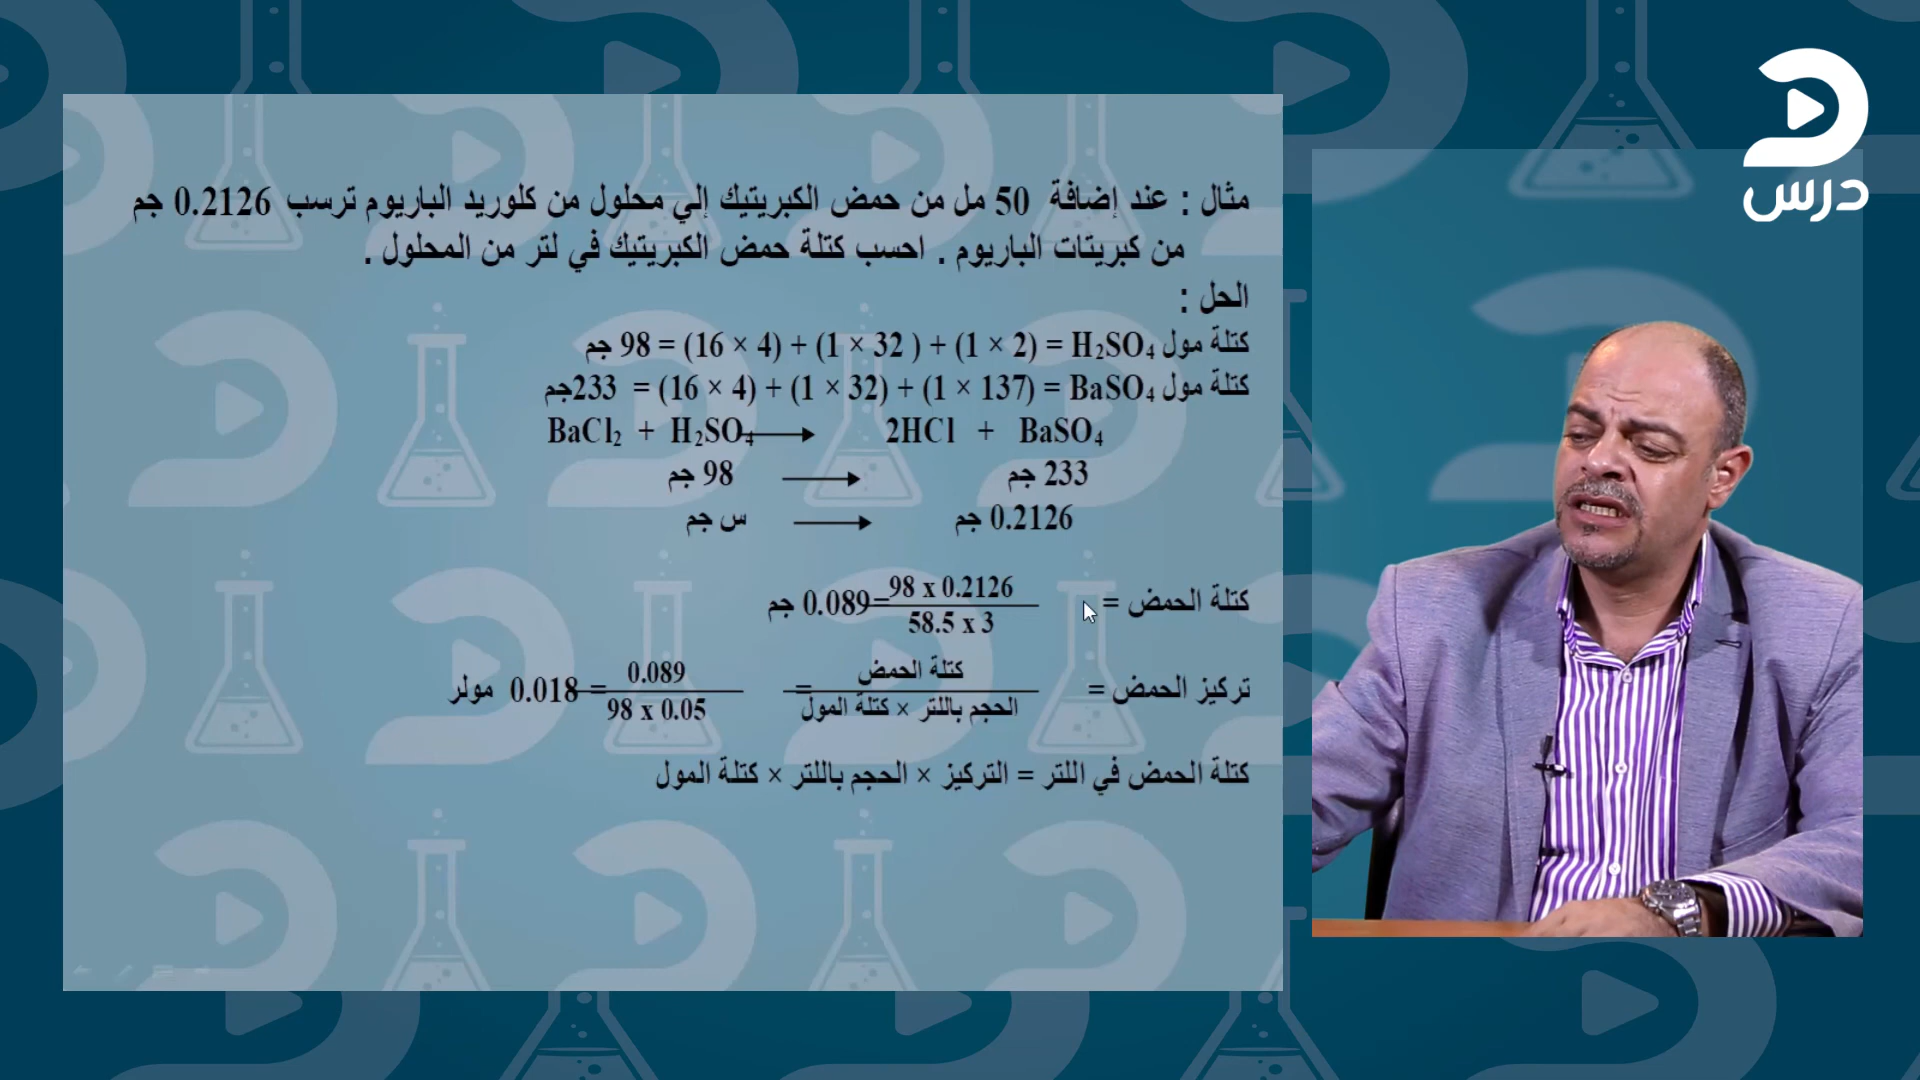 درس
مثال : عند إضافة 50 مل من حمض الكبريتيك إلي محلول من كلوريد الباريوم ترسب 0.2126 جم
من كبريتات الباريوم . احسب كتلة حمض الكبريتيك في لتر من المحلول .
الحل :
كتلة مول H₂SO₄ = (2 × 1) + ( 32 × 1) + (4 × 16) = 98 جم
كتلة مول BaSO₄ = (137 × 1) + (32 × 1) + (4 × 16) = 233جم
BaCl₂ + H₂SO₄ ⟶ 2HCl + BaSO₄
98 جم ⟶ 233 جم
س جم ⟶ 0.2126 جم
كتلة الحمض = 98 x 0.2126 / 58.5 x 3 = 0.089 جم
تركيز الحمض = كتلة الحمض / الحجم باللتر × كتلة المول = 0.089 / 98 x 0.05 = 0.018 مولر
كتلة الحمض في اللتر = التركيز × الحجم باللتر × كتلة المول